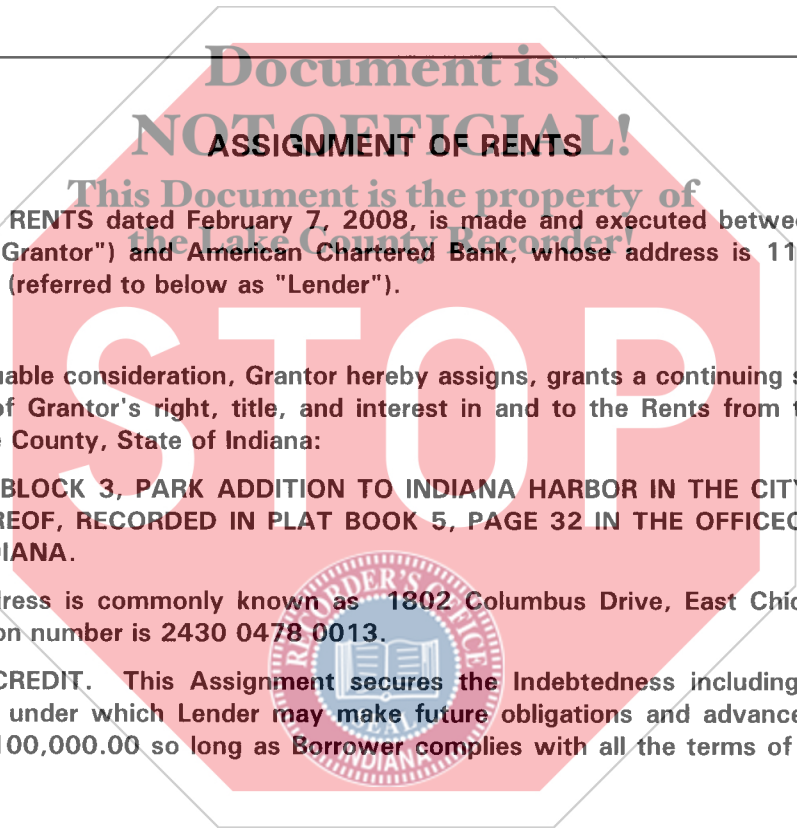 Document is
NOT OFFICIAL!
ASSIGNMENT OF RENTS
This Document is the property of
RENTS dated February 7, 2008, is made and executed betwe
the Lake County Recorder!
Grantor") and American Chartered Bank, whose address is 11
(referred to below as "Lender").
STOP
uable consideration, Grantor hereby assigns, grants a continuing s
of Grantor's right, title, and interest in and to the Rents from t
e County, State of Indiana:
BLOCK 3, PARK ADDITION TO INDIANA HARBOR IN THE CITY
REOF, RECORDED IN PLAT BOOK 5, PAGE 32 IN THE OFFICEO
DIANA.
RECORDER'S OFFICE
dress is commonly known as 1802 Columbus Drive, East Chic
on number is 2430 0478 0013.
CREDIT. This Assignment secures the Indebtedness including
under which Lender may make future obligations and advance
100,000.00 so long as Borrower complies with all the terms of
SEAL
INDIANA